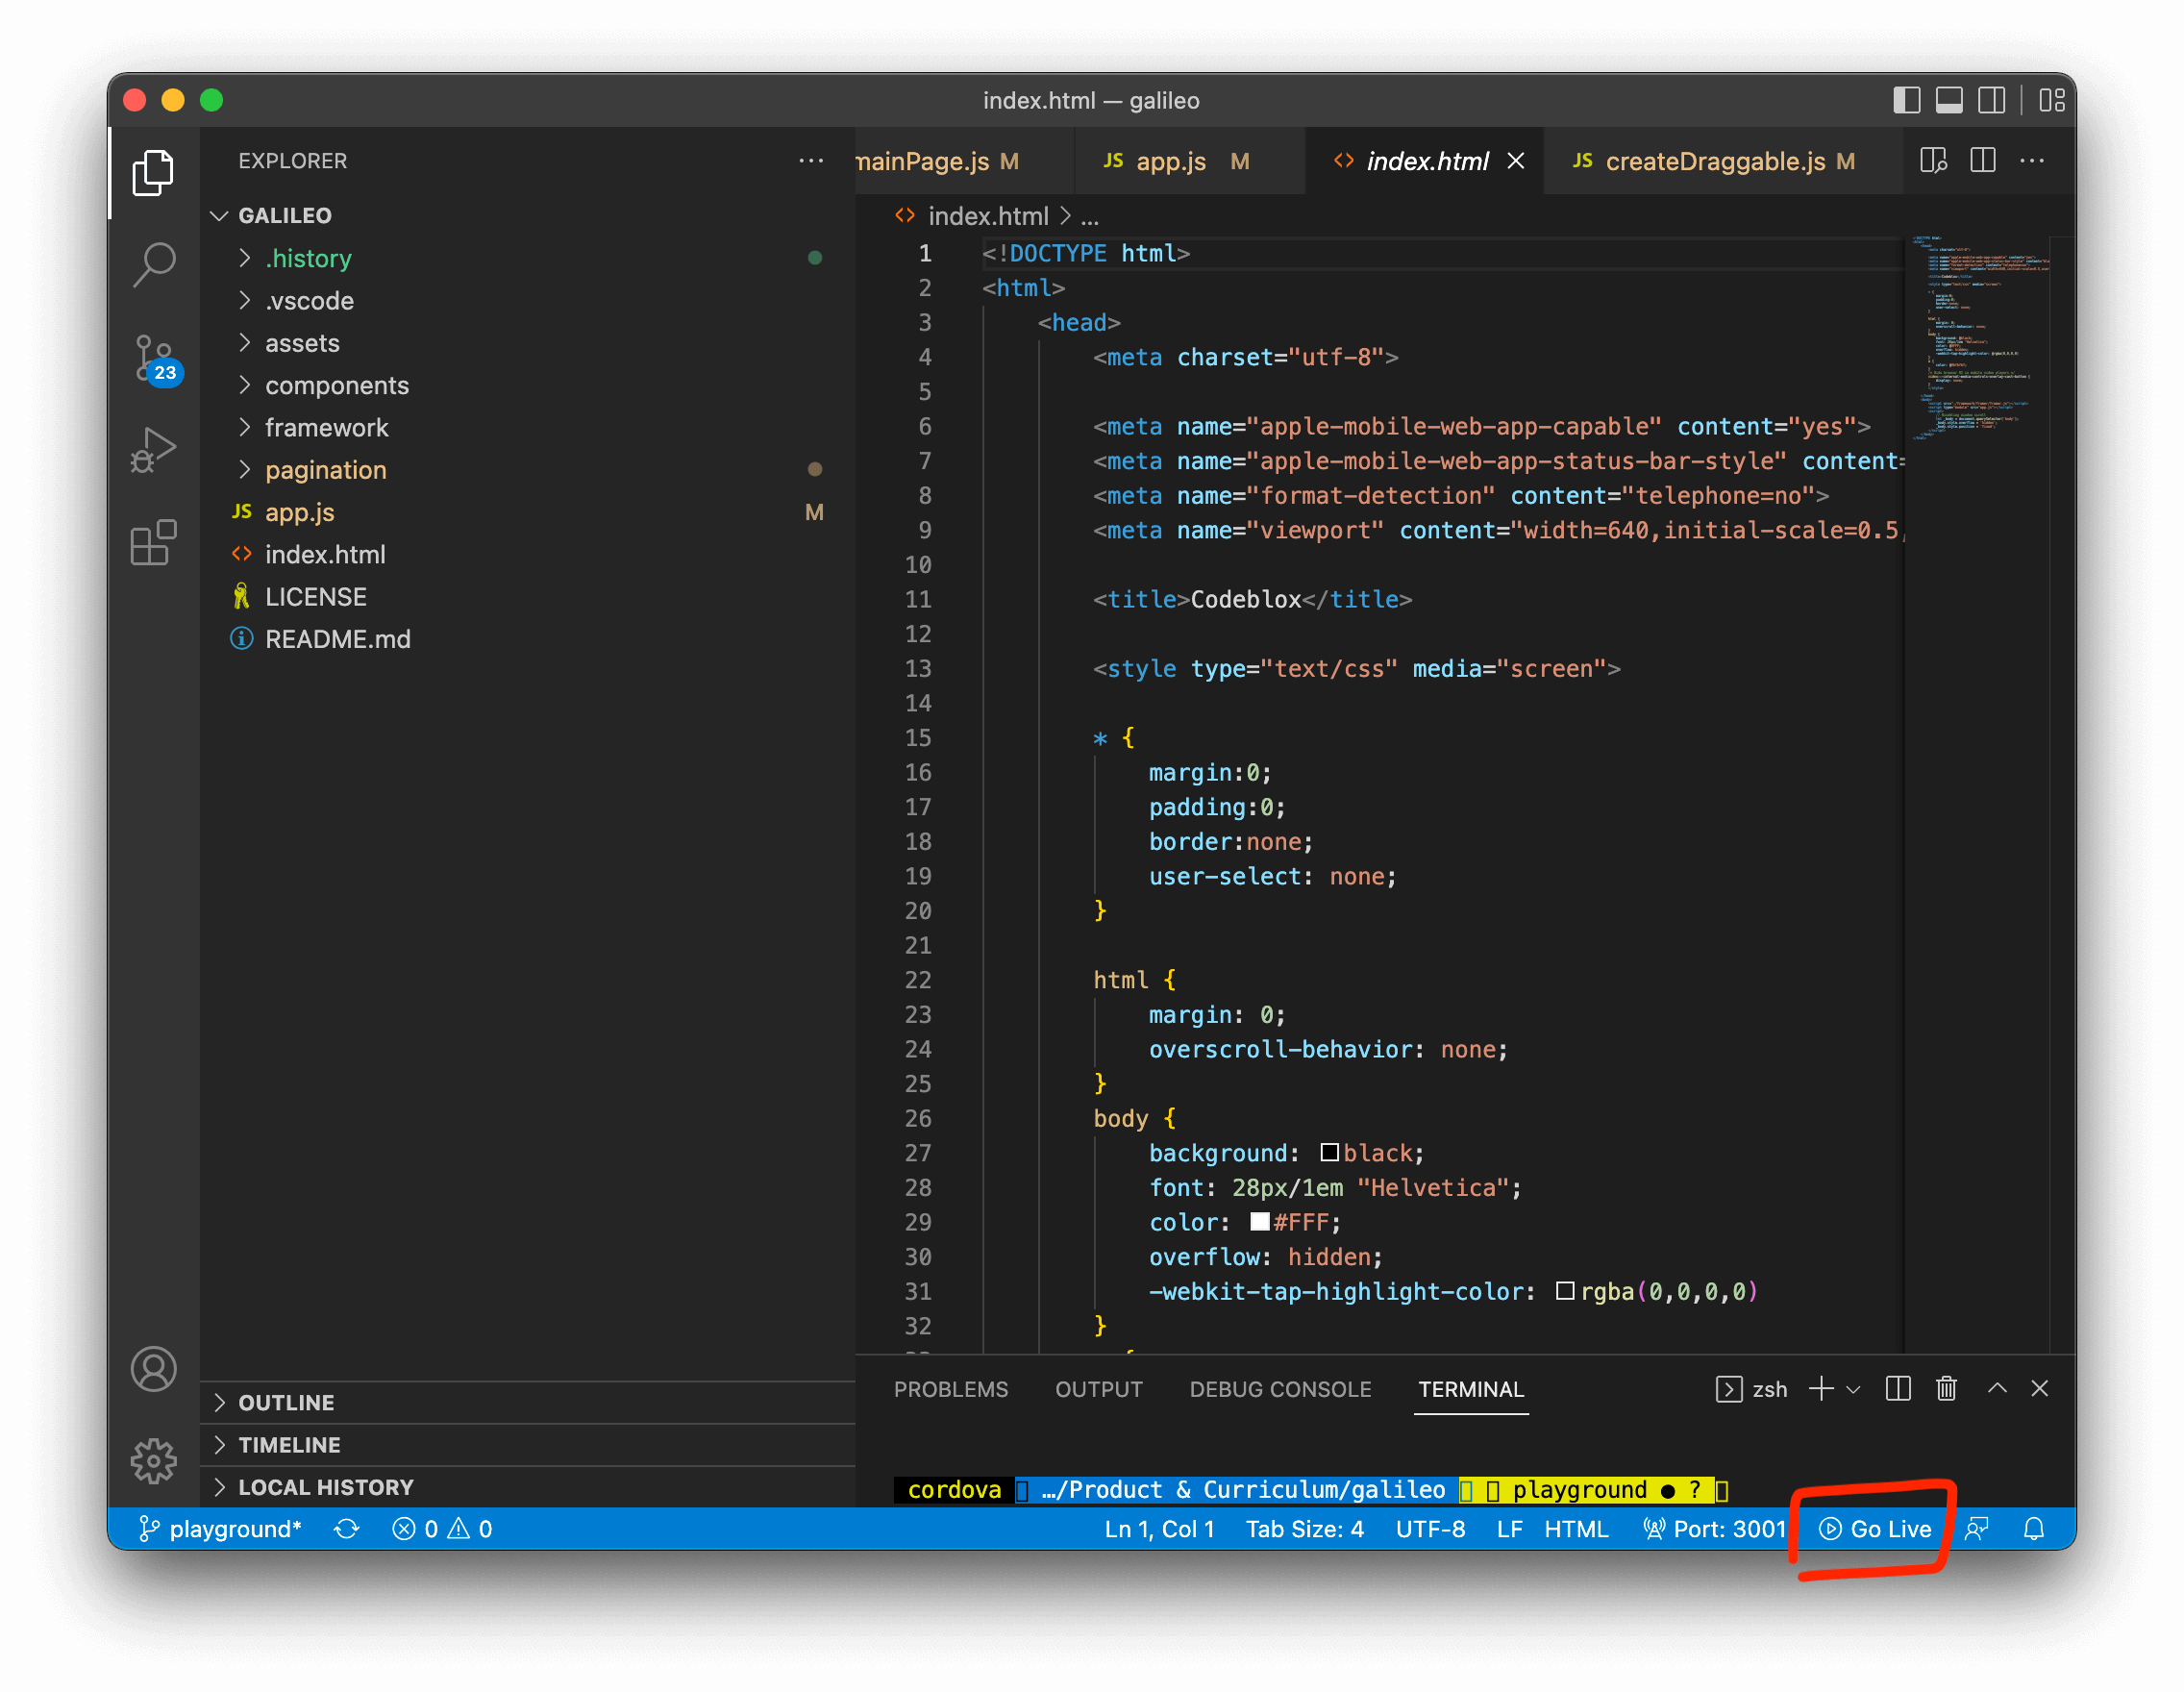 index.html — galileo
EXPLORER
GALILEO
.history
.vscode
assets
components
framework
pagination
JS app.js M
index.html
LICENSE
README.md
23
OUTLINE
TIMELINE
LOCAL HISTORY
mainPage.js M
JS app.js M
index.html
JS createDraggable.js M
index.html > ...
1 <!DOCTYPE html>
2 <html>
3 <head>
4 <meta charset="utf-8">
5
6 <meta name="apple-mobile-web-app-capable" content="yes">
7 <meta name="apple-mobile-web-app-status-bar-style" content=
8 <meta name="format-detection" content="telephone=no">
9 <meta name="viewport" content="width=640,initial-scale=0.5,
10
11 <title>Codeblox</title>
12
13 <style type="text/css" media="screen">
14
15 * {
16 margin:0;
17 padding:0;
18 border:none;
19 user-select: none;
20 }
21
22 html {
23 margin: 0;
24 overscroll-behavior: none;
25 }
26 body {
27 background: black;
28 font: 28px/1em "Helvetica";
29 color: #FFF;
30 overflow: hidden;
31 -webkit-tap-highlight-color: rgba(0,0,0,0)
32 }
PROBLEMS OUTPUT DEBUG CONSOLE TERMINAL zsh
cordova …/Product & Curriculum/galileo playground ● ?
playground* 0 0 Ln 1, Col 1 Tab Size: 4 UTF-8 LF HTML Port: 3001 Go Live